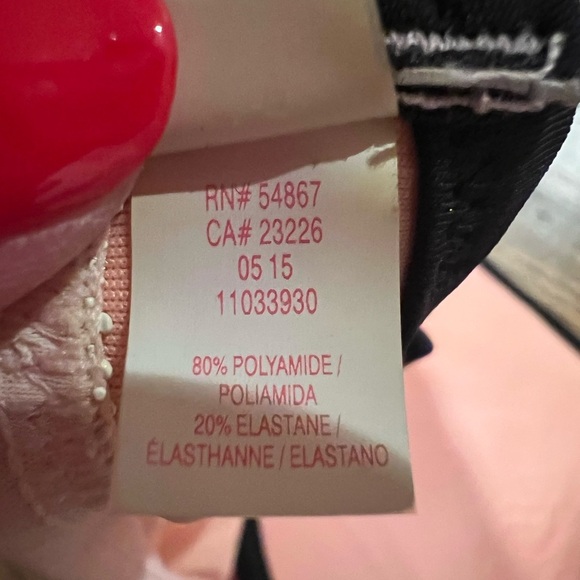 RN# 54867
CA# 23226
05 15
11033930
80% POLYAMIDE /
POLIAMIDA
20% ELASTANE /
ÉLASTHANNE / ELASTANO